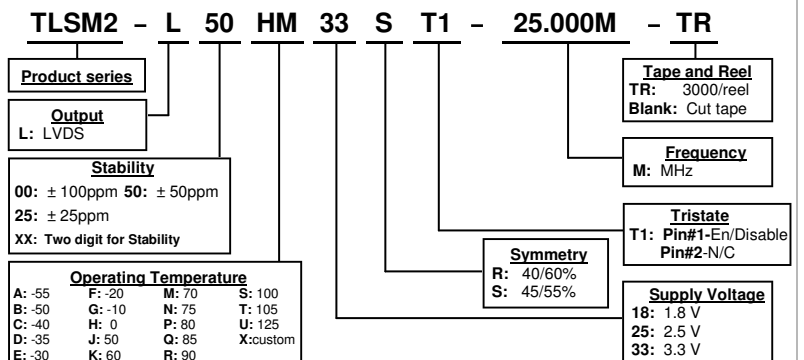 TLSM2 - L 50 HM 33 S T1 - 25.000M - TR
Product series
Output
L: LVDS
Stability
00: ± 100ppm 50: ± 50ppm
25: ± 25ppm
XX: Two digit for Stability
Operating Temperature
A: -55 F: -20 M: 70 S: 100
B: -50 G: -10 N: 75 T: 105
C: -40 H: 0 P: 80 U: 125
D: -35 J: 50 Q: 85 X:custom
E: -30 K: 60 R: 90
Symmetry
R: 40/60%
S: 45/55%
Tape and Reel
TR: 3000/reel
Blank: Cut tape
Frequency
M: MHz
Tristate
T1: Pin#1-En/Disable
Pin#2-N/C
Supply Voltage
18: 1.8 V
25: 2.5 V
33: 3.3 V